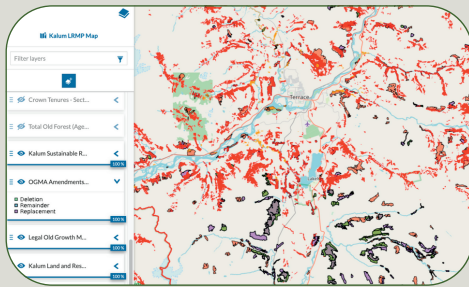 Kalum LRMP Map
Filter layers
Crown Tenures - Sect...
Total Old Forest (Age...
Kalum Sustainable R...
100 %
OGMA Amendments...
Deletion
Remainder
Replacement
100 %
Legal Old Growth M...
100 %
Kalum Land and Res...
100 %
Terrace